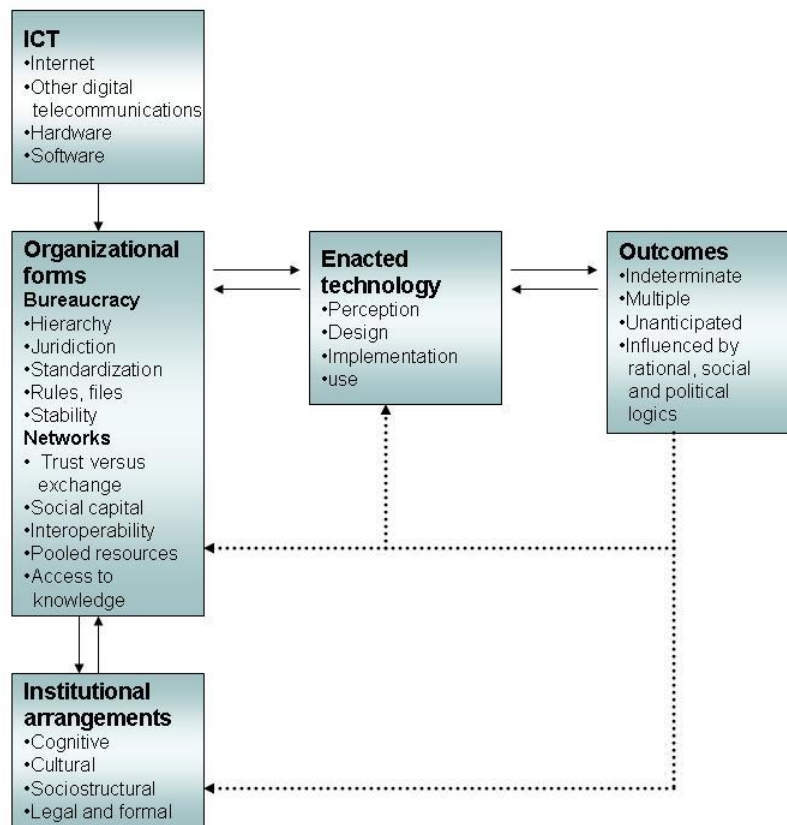 ICT
•Internet
•Other digital
telecommunications
•Hardware
•Software
Organizational
forms
Bureaucracy
•Hierarchy
•Juridiction
•Standardization
•Rules, files
•Stability
Networks
• Trust versus
exchange
•Social capital
•Interoperability
•Pooled resources
•Access to
knowledge
Enacted
technology
•Perception
•Design
•Implementation
•use
Outcomes
•Indeterminate
•Multiple
•Unanticipated
•Influenced by
rational, social
and political
logics
Institutional
arrangements
•Cognitive
•Cultural
•Sociostructural
•Legal and formal